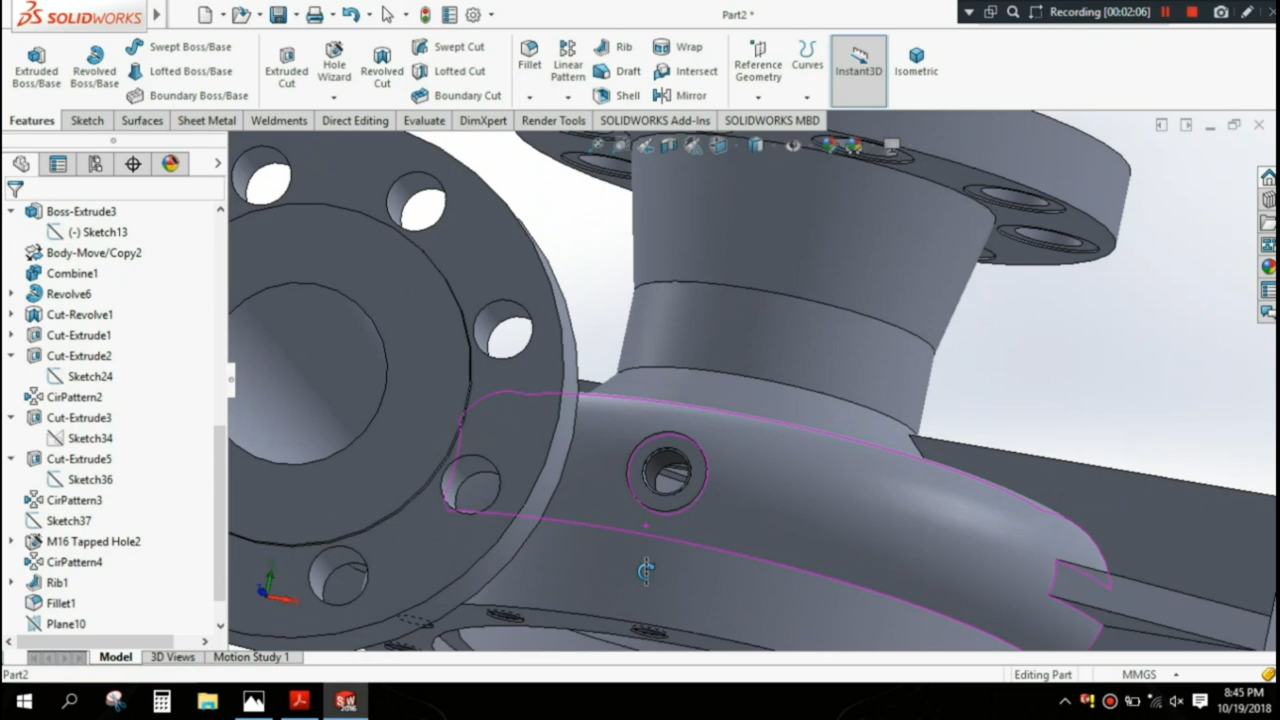 SOLIDWORKS
Part2 *
Recording [00:02:06]
Extruded Boss/Base
Revolved Boss/Base
Swept Boss/Base
Lofted Boss/Base
Boundary Boss/Base
Extruded Cut
Hole Wizard
Revolved Cut
Swept Cut
Lofted Cut
Boundary Cut
Fillet
Linear Pattern
Rib
Draft
Shell
Wrap
Intersect
Mirror
Reference Geometry
Curves
Instant3D
Isometric
Features Sketch Surfaces Sheet Metal Weldments Direct Editing Evaluate DimXpert Render Tools SOLIDWORKS Add-Ins SOLIDWORKS MBD
Boss-Extrude3
(-) Sketch13
Body-Move/Copy2
Combine1
Revolve6
Cut-Revolve1
Cut-Extrude1
Cut-Extrude2
Sketch24
CirPattern2
Cut-Extrude3
Sketch34
Cut-Extrude5
Sketch36
CirPattern3
Sketch37
M16 Tapped Hole2
CirPattern4
Rib1
Fillet1
Plane10
Model 3D Views Motion Study 1
Part2 Editing Part MMGS
SW
2016
8:45 PM
10/19/2018